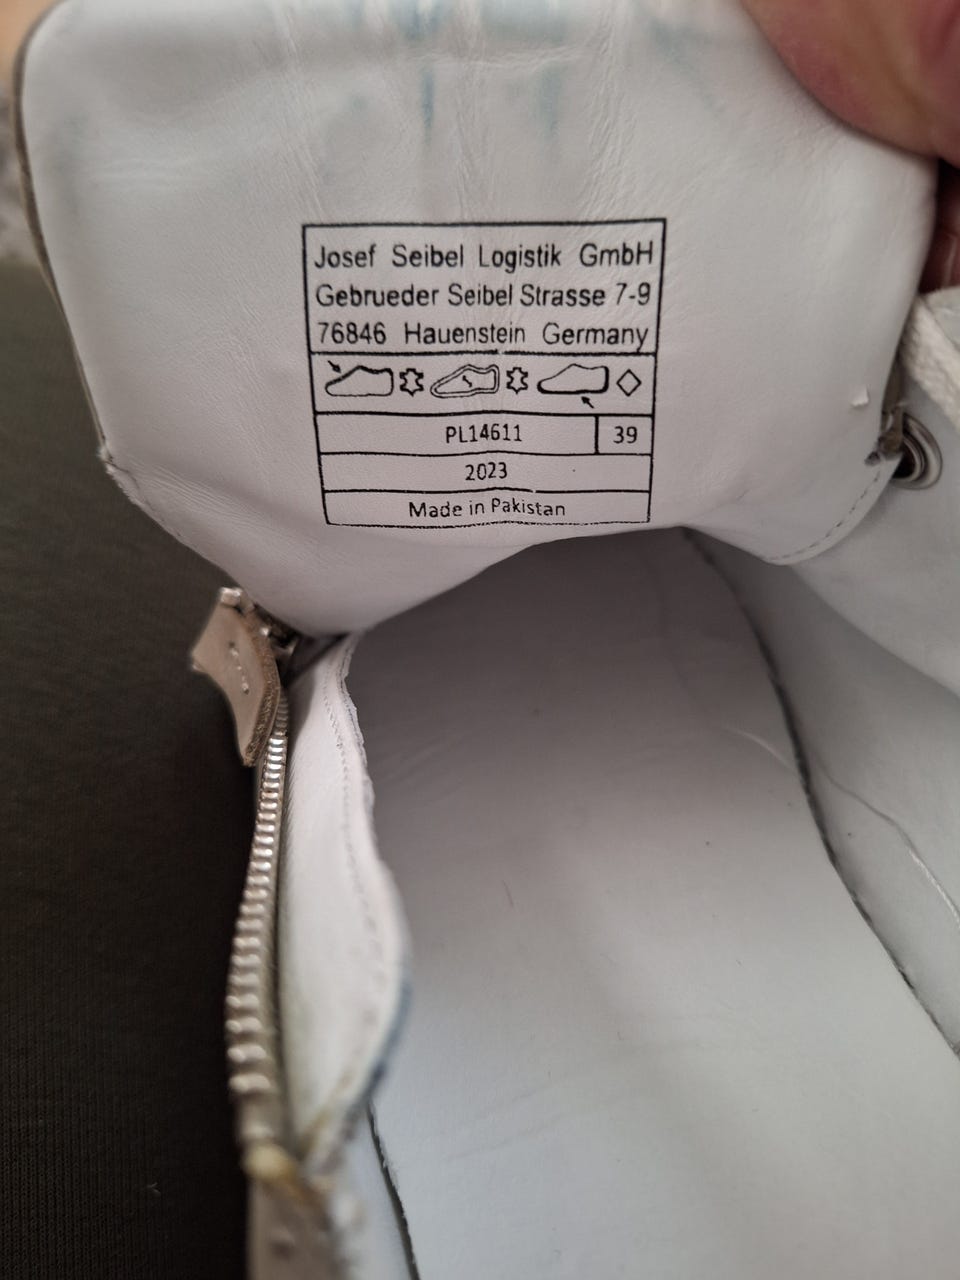 Josef Seibel Logistik GmbH
Gebrueder Seibel Strasse 7-9
76846 Hauenstein Germany
PL14611 39
2023
Made in Pakistan